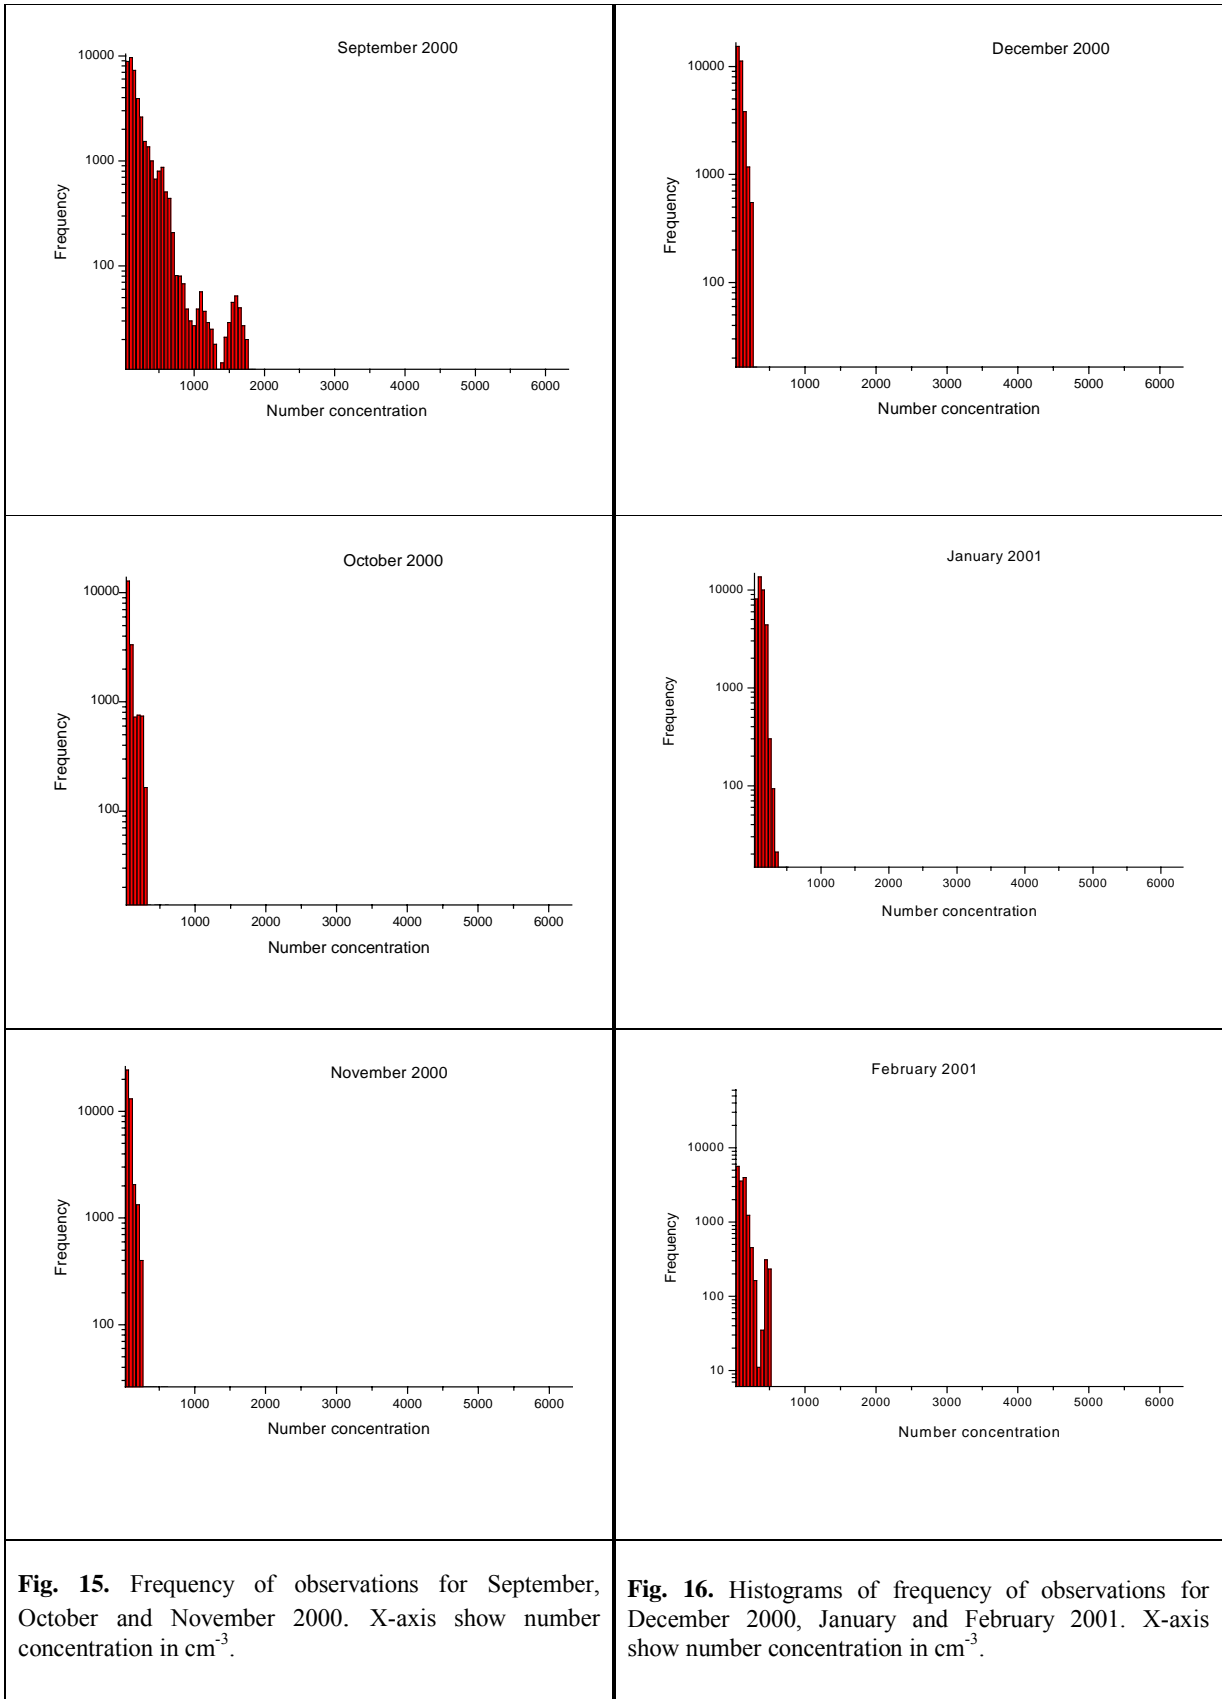 September 2000
10000
1000
100
Frequency
1000 2000 3000 4000 5000 6000
Number concentration
October 2000
10000
1000
100
Frequency
1000 2000 3000 4000 5000 6000
Number concentration
November 2000
10000
1000
100
Frequency
1000 2000 3000 4000 5000 6000
Number concentration
Fig. 15. Frequency of observations for September,
October and November 2000. X-axis show number
concentration in cm-3.
December 2000
10000
1000
100
Frequency
1000 2000 3000 4000 5000 6000
Number concentration
January 2001
10000
1000
100
Frequency
1000 2000 3000 4000 5000 6000
Number concentration
February 2001
10000
1000
100
10
Frequency
1000 2000 3000 4000 5000 6000
Number concentration
Fig. 16. Histograms of frequency of observations for
December 2000, January and February 2001. X-axis
show number concentration in cm-3.